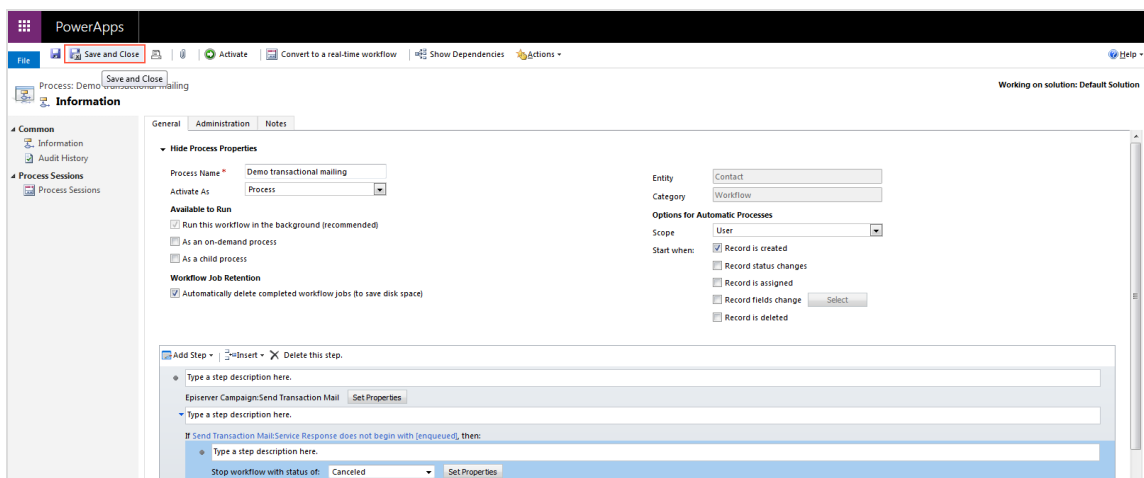 PowerApps
File Save and Close Activate Convert to a real-time workflow Show Dependencies Actions Help
Save and Close
Process: Demo transactional mailing
Information
Working on solution: Default Solution
Common
Information
Audit History
Process Sessions
Process Sessions
General Administration Notes
Hide Process Properties
Process Name * Demo transactional mailing
Activate As Process
Available to Run
Run this workflow in the background (recommended)
As an on-demand process
As a child process
Workflow Job Retention
Automatically delete completed workflow jobs (to save disk space)
Entity Contact
Category Workflow
Options for Automatic Processes
Scope User
Start when: Record is created
Record status changes
Record is assigned
Record fields change Select
Record is deleted
Add Step Insert Delete this step.
Type a step description here.
Episerver Campaign:Send Transaction Mail Set Properties
Type a step description here.
If Send Transaction Mail:Service Response does not begin with [enqueued], then:
Type a step description here.
Stop workflow with status of: Canceled Set Properties